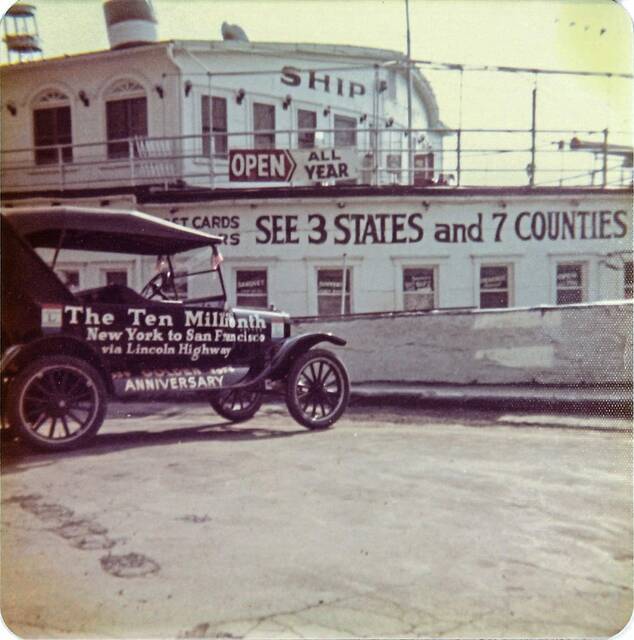 SHIP
OPEN
ALL
YEAR
CARDS
SEE 3 STATES and 7 COUNTIES
The Ten Millionth
New York to San Francisco
via Lincoln Highway
ANNIVERSARY